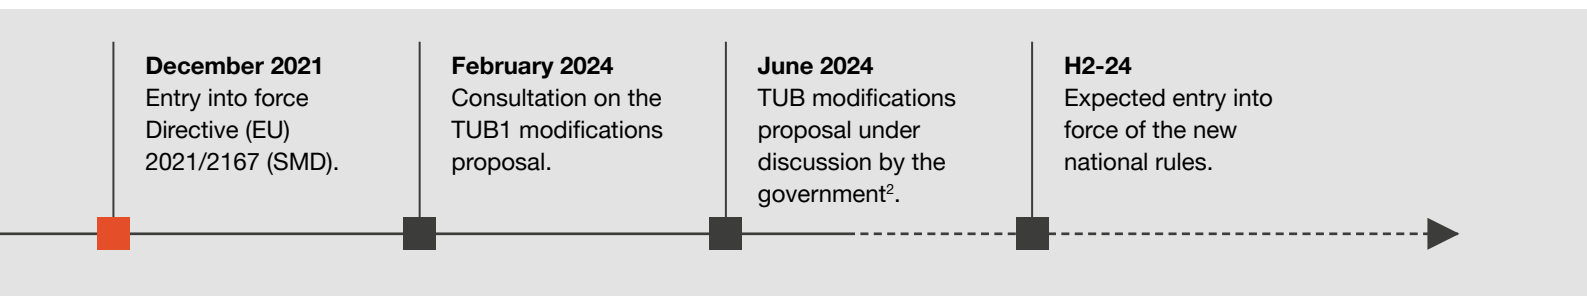 December 2021
Entry into force
Directive (EU)
2021/2167 (SMD).
February 2024
Consultation on the
TUB1 modifications
proposal.
June 2024
TUB modifications
proposal under
discussion by the
government².
H2-24
Expected entry into
force of the new
national rules.